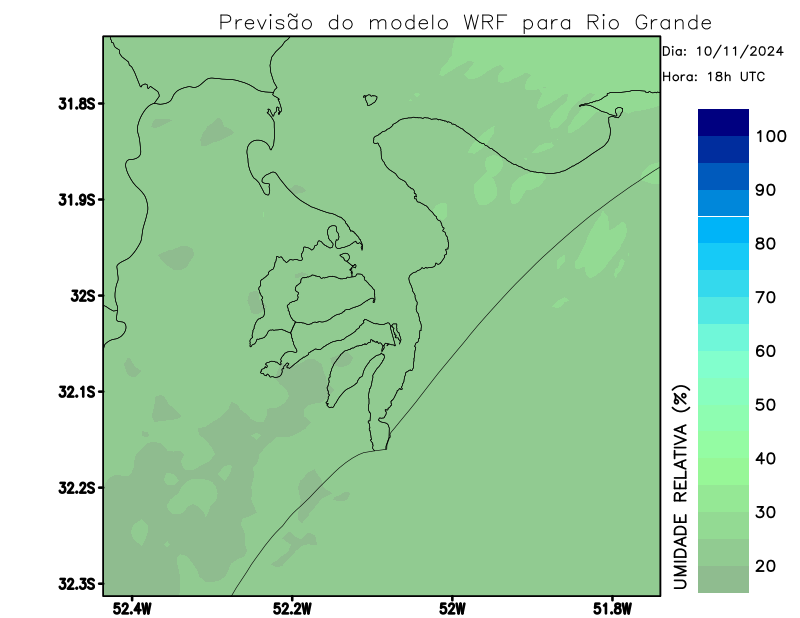 Previsão do modelo WRF para Rio Grande
Dia: 10/11/2024
Hora: 18h UTC
31.8S
31.9S
32S
32.1S
32.2S
32.3S
52.4W
52.2W
52W
51.8W
UMIDADE RELATIVA (%)
100
90
80
70
60
50
40
30
20